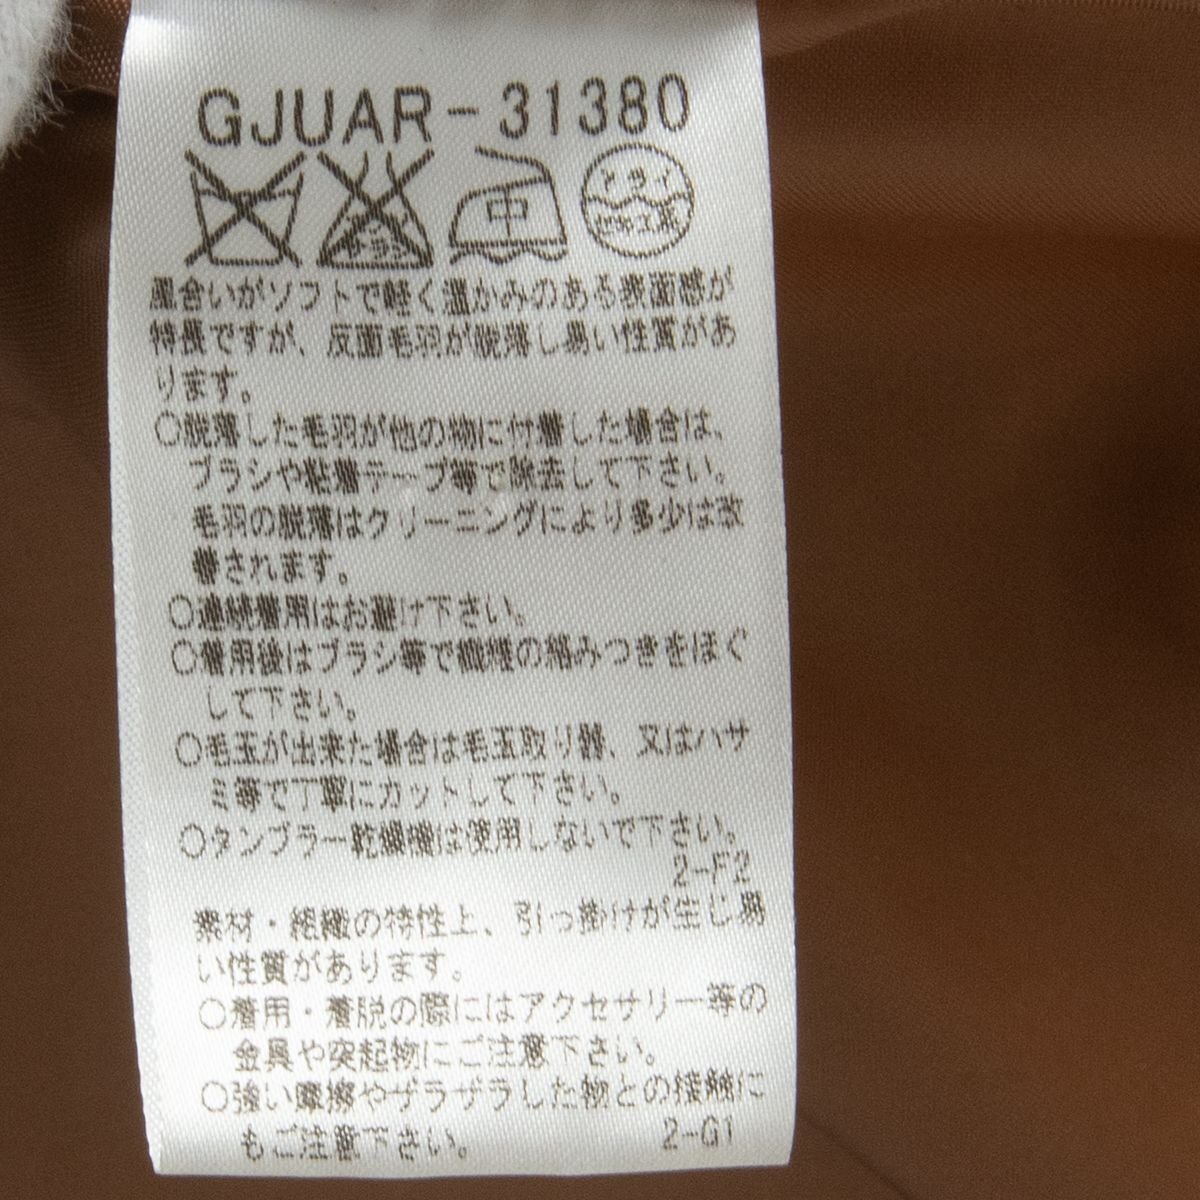 GJUAR-31380
エンソ
サラシ
中
ドライ
セキユ系
風合いがソフトで軽く温かみのある表面感が
特長ですが、反面毛羽が脱落し易い性質があ
ります。
○脱落した毛羽が他の物に付着した場合は、
ブラシや粘着テープ等で除去して下さい。
毛羽の脱落はクリーニングにより多少は改
善されます。
○連続着用はお避け下さい。
○着用後はブラシ等で繊維の絡みつきをほぐ
して下さい。
○毛玉が出来た場合は毛玉取り器、又はハサ
ミ等で丁寧にカットして下さい。
○タンブラー乾燥機は使用しないで下さい。
2-F2
素材・組織の特性上、引っ掛けが生じ易
い性質があります。
○着用・着脱の際にはアクセサリー等の
金具や突起物にご注意下さい。
○強い摩擦やザラザラした物との接触に
もご注意下さい。
2-G1